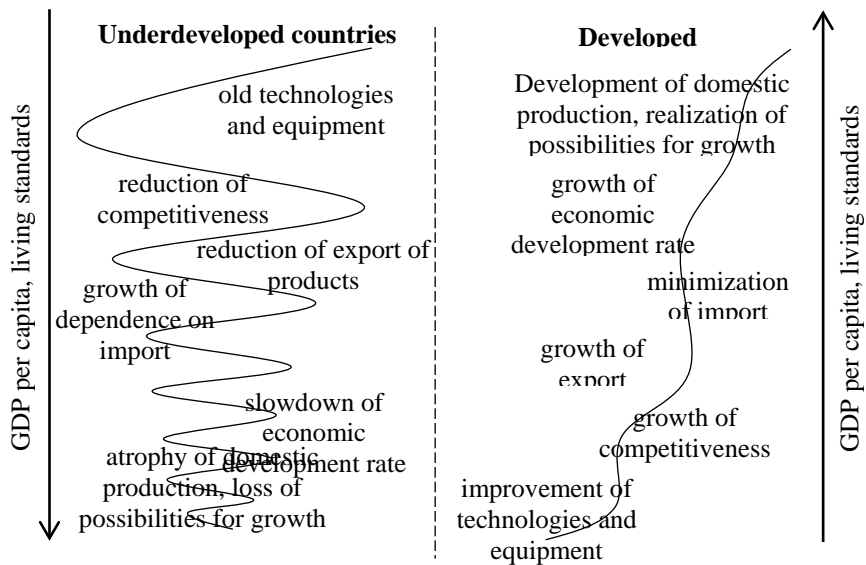 Underdeveloped countries
old technologies
and equipment
reduction of
competitiveness
reduction of export of
products
growth of
dependence on
import
slowdown of
economic
development rate
atrophy of domestic
production, loss of
possibilities for growth
GDP per capita, living standards
Developed
Development of domestic
production, realization of
possibilities for growth
growth of
economic
development rate
minimization
of import
growth of
export
growth of
competitiveness
improvement of
technologies and
equipment
GDP per capita, living standards